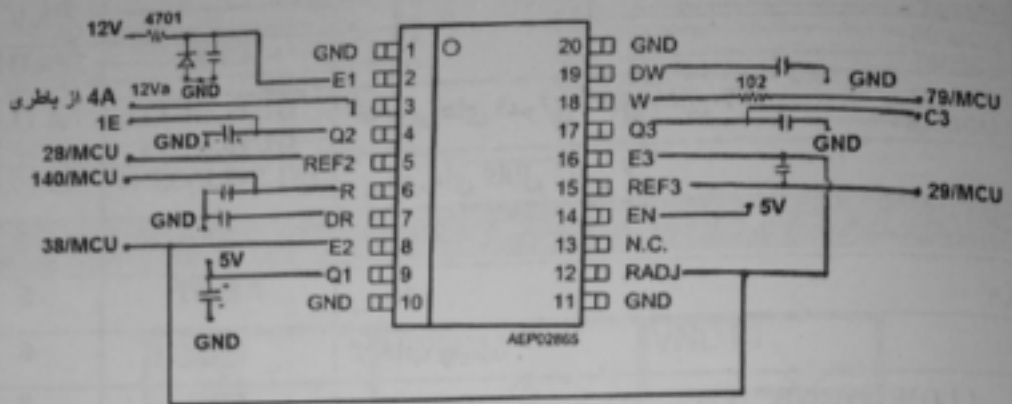 12V 4701
GND 1 20 GND
E1 2 19 DW GND
GND
از باطری 4A 12Va I 3 18 W 102 79/MCU
1E C3
GND Q2 4 17 Q3 GND
28/MCU REF2 5 16 E3
140/MCU R 6 15 REF3 29/MCU
GND DR 7 14 EN 5V
38/MCU E2 8 13 N.C.
5V Q1 9 12 RADJ
GND 10 11 GND
GND
AEP02865